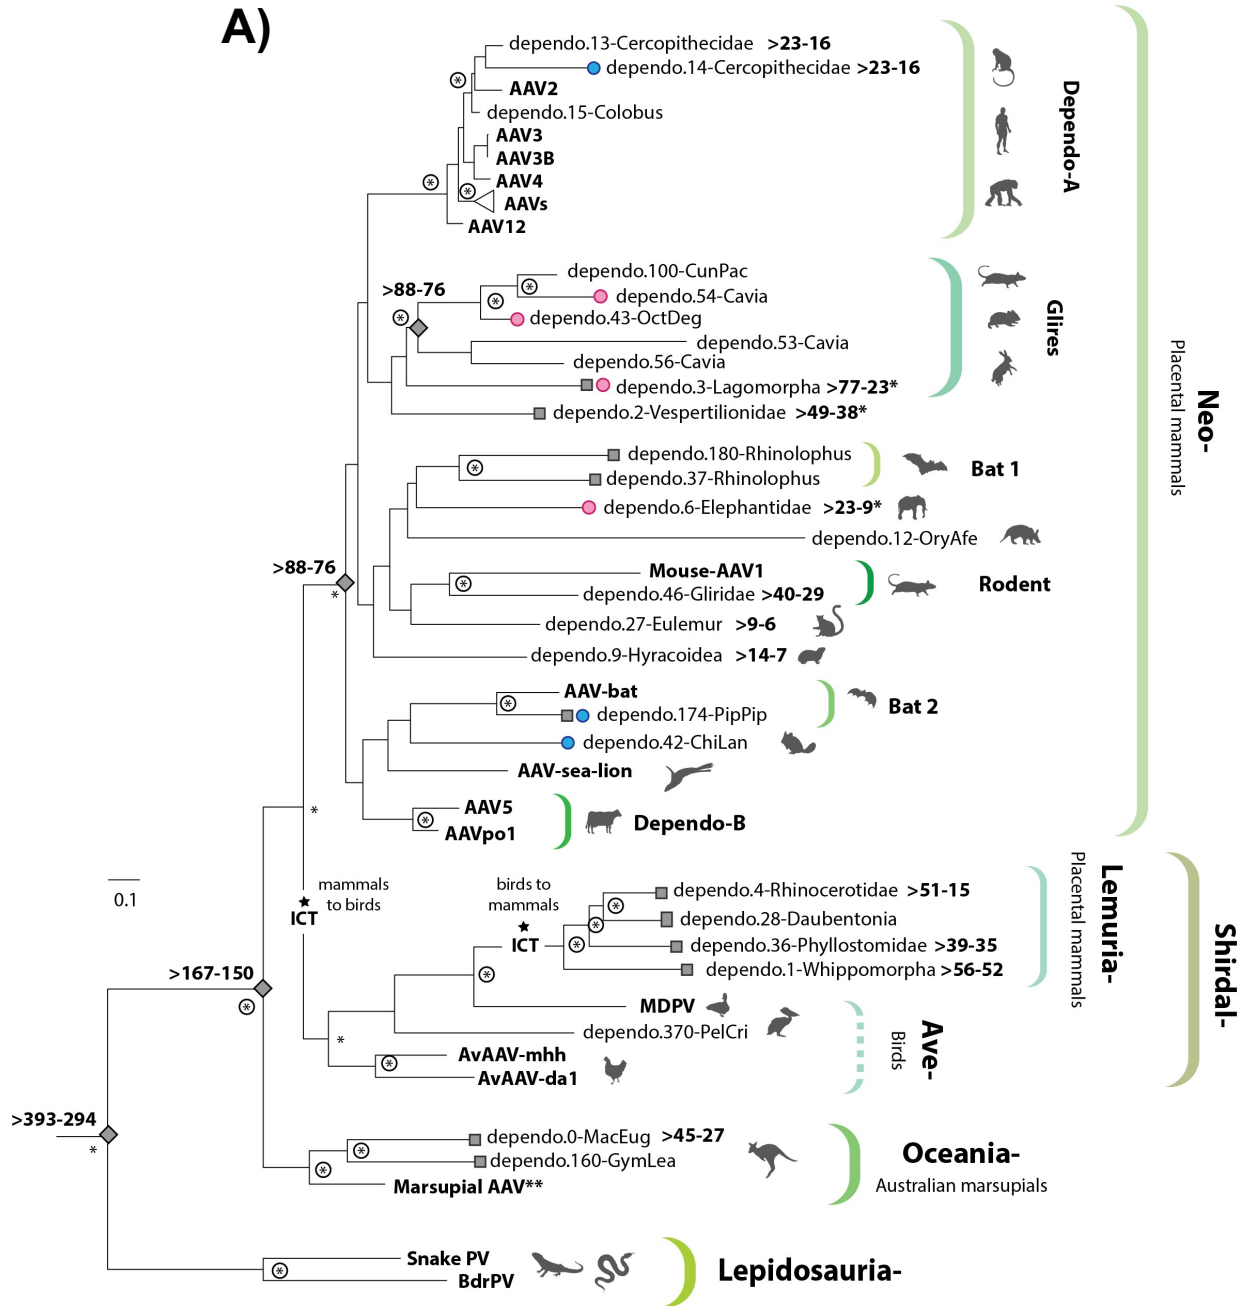 A)
dependo.13-Cercopithecidae >23-16
dependo.14-Cercopithecidae >23-16
AAV2
dependo.15-Colobus
AAV3
AAV3B
AAV4
AAVs
AAV12
Dependo-A
dependo.100-CunPac
>88-76
dependo.54-Cavia
dependo.43-OctDeg
dependo.53-Cavia
dependo.56-Cavia
dependo.3-Lagomorpha >77-23*
Glires
dependo.2-Vespertilionidae >49-38*
dependo.180-Rhinolophus
dependo.37-Rhinolophus
Bat 1
dependo.6-Elephantidae >23-9*
dependo.12-OryAfe
>88-76
*
Mouse-AAV1
dependo.46-Gliridae >40-29
Rodent
dependo.27-Eulemur >9-6
dependo.9-Hyracoidea >14-7
AAV-bat
dependo.174-PipPip
Bat 2
dependo.42-ChiLan
AAV-sea-lion
AAV5
AAVpo1
Dependo-B
Neo-
Placental mammals
*
0.1
mammals
to birds
ICT
birds to
mammals
ICT
dependo.4-Rhinocerotidae >51-15
dependo.28-Daubentonia
dependo.36-Phyllostomidae >39-35
dependo.1-Whippomorpha >56-52
Lemuria-
Placental mammals
Shirdal-
>167-150
MDPV
dependo.370-PelCri
*
AvAAV-mhh
AvAAV-da1
Ave-
Birds
>393-294
*
dependo.0-MacEug >45-27
dependo.160-GymLea
Marsupial AAV**
Oceania-
Australian marsupials
Snake PV
BdrPV
Lepidosauria-